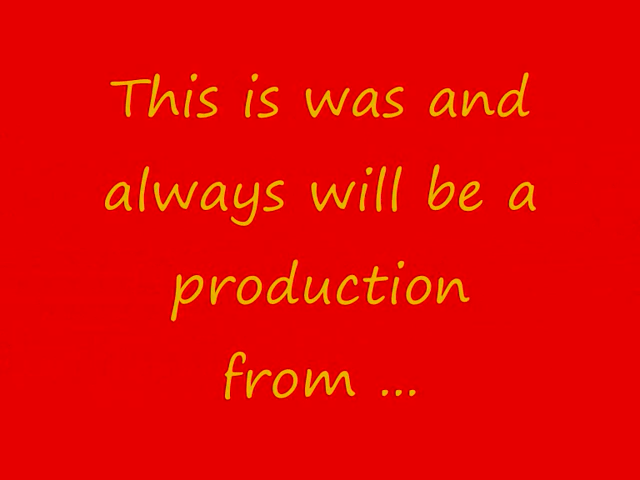 This is was and
always will be a
production
from ...